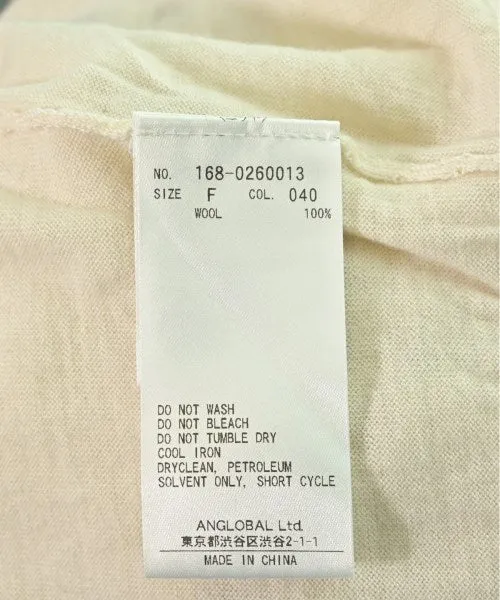 NO. 168-0260013
SIZE F COL. 040
WOOL 100%
DO NOT WASH
DO NOT BLEACH
DO NOT TUMBLE DRY
COOL IRON
DRYCLEAN, PETROLEUM
SOLVENT ONLY, SHORT CYCLE
ANGLOBAL Ltd.
東京都渋谷区渋谷2-1-1
MADE IN CHINA